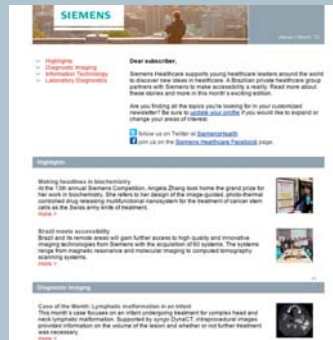 SIEMENS
eNews | March '12
Highlights
Diagnostic Imaging
Information Technology
Laboratory Diagnostics
Dear subscriber,
Siemens Healthcare supports young healthcare leaders around the world
to discover new ideas in healthcare. A Brazilian private healthcare group
partners with Siemens to make accessibility a reality. Read more about
these stories and more in this month's exciting edition.
Are you finding all the topics you're looking for in your customized
newsletter? Be sure to update your profile if you would like to expand or
change your areas of interest.
follow us on Twitter at SiemensHealth
join us on the Siemens Healthcare Facebook page.
Highlights
Making headlines in biochemistry
At the 13th annual Siemens Competition, Angela Zhang took home the grand prize for
her work in biochemistry. She refers to her design of the image-guided, photo-thermal
controlled drug releasing multifunctional nanosystem for the treatment of cancer stem
cells as the Swiss army knife of treatment.
more >
Brazil meets accessibility
Brazil and its remote areas will gain further access to high quality and innovative
imaging technologies from Siemens with the acquisition of 60 systems. The systems
range from magnetic resonance and molecular imaging to computed tomography
scanning systems.
more >
Diagnostic Imaging
Case of the Month: Lymphatic malformation in an infant
This month's case focuses on an infant undergoing treatment for complex head and
neck lymphatic malformation. Supported by syngo DynaCT, intraprocedural images
provided information on the volume of the lesion and whether or not further treatment
was necessary.
more >